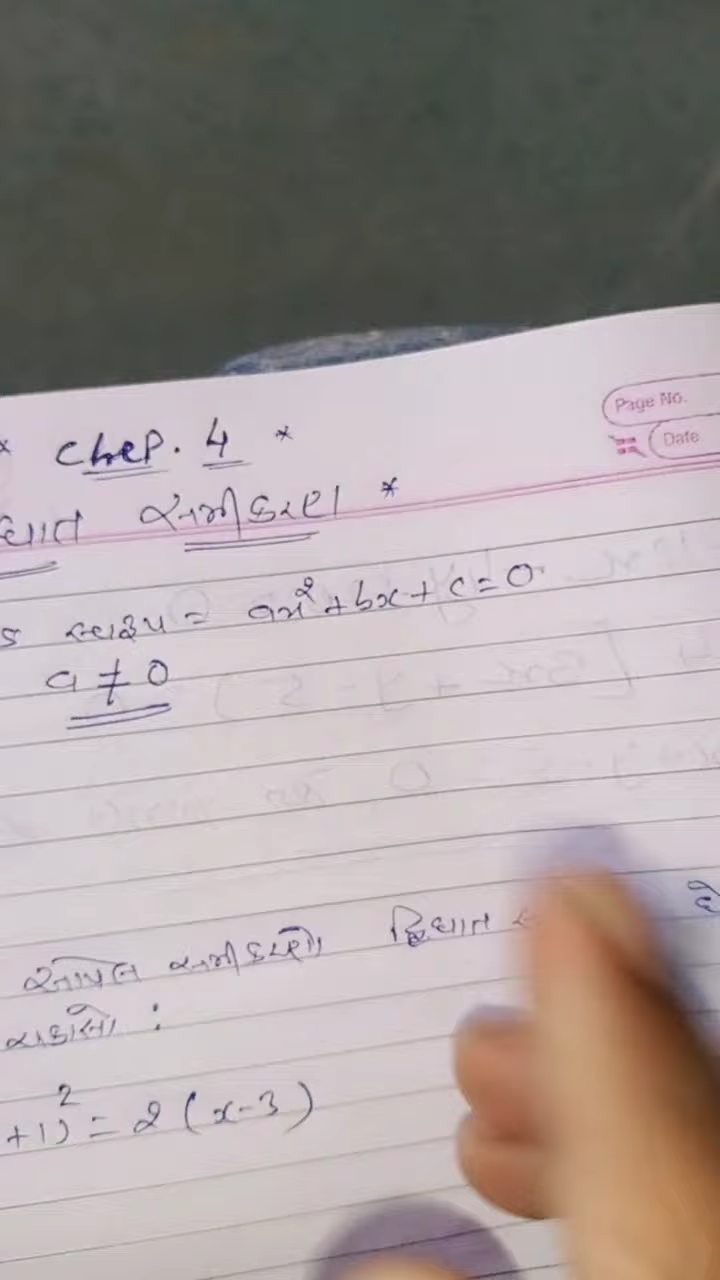 * Chep. 4 *
Page No.
Date
ઘાત સમીકરણ *
સ્વરૂપ = ax²+bx+c=0
a ≠ 0
આપેલ સમીકરણો દ્વિઘાત
ચકાસો :
+1)² = 2(x-3)